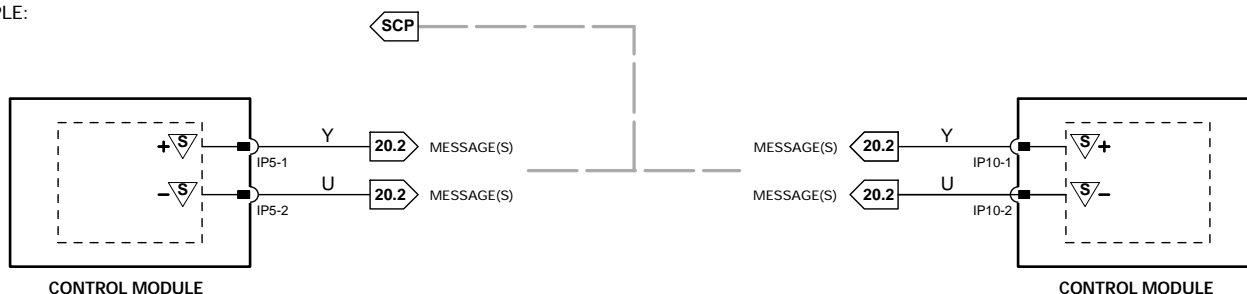 PLE:
SCP
+ S Y 20.2 MESSAGE(S) MESSAGE(S) 20.2 Y S +
IP5-1 IP10-1
– S U 20.2 MESSAGE(S) MESSAGE(S) 20.2 U S –
IP5-2 IP10-2
CONTROL MODULE CONTROL MODULE